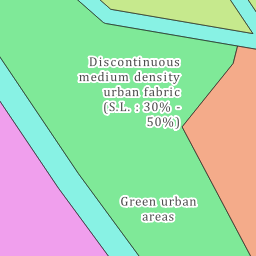 Discontinuous
medium density
urban fabric
(S.L. : 30% -
50%)
Green urban
areas